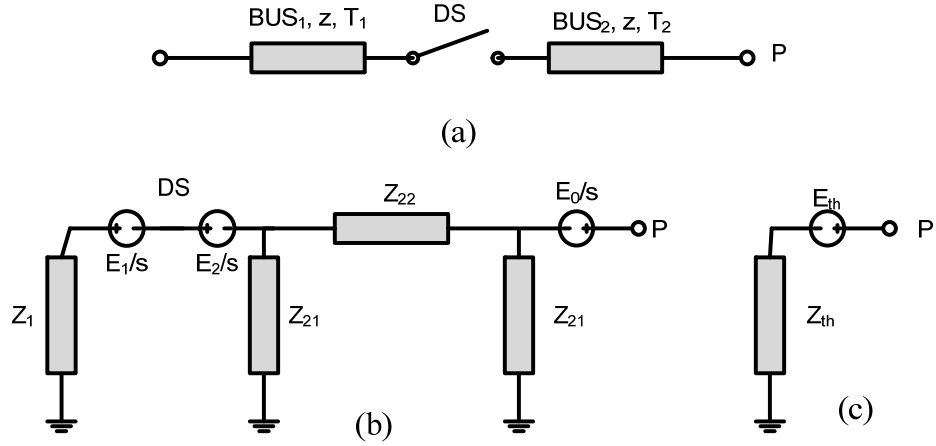 BUS₁, z, T₁
DS
BUS₂, z, T₂
P
(a)
DS
Z₂₂
E₀/s
Eₜₕ
P
P
E₁/s
E₂/s
Z₁
Z₂₁
Z₂₁
Zₜₕ
(b)
(c)